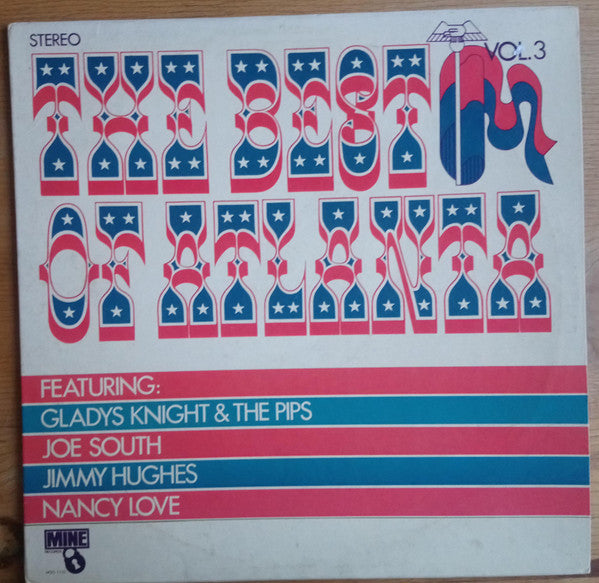 STEREO
VOL.3
THE BEST
OF ATLANTA
FEATURING:
GLADYS KNIGHT & THE PIPS
JOE SOUTH
JIMMY HUGHES
NANCY LOVE
MINE
RECORDS